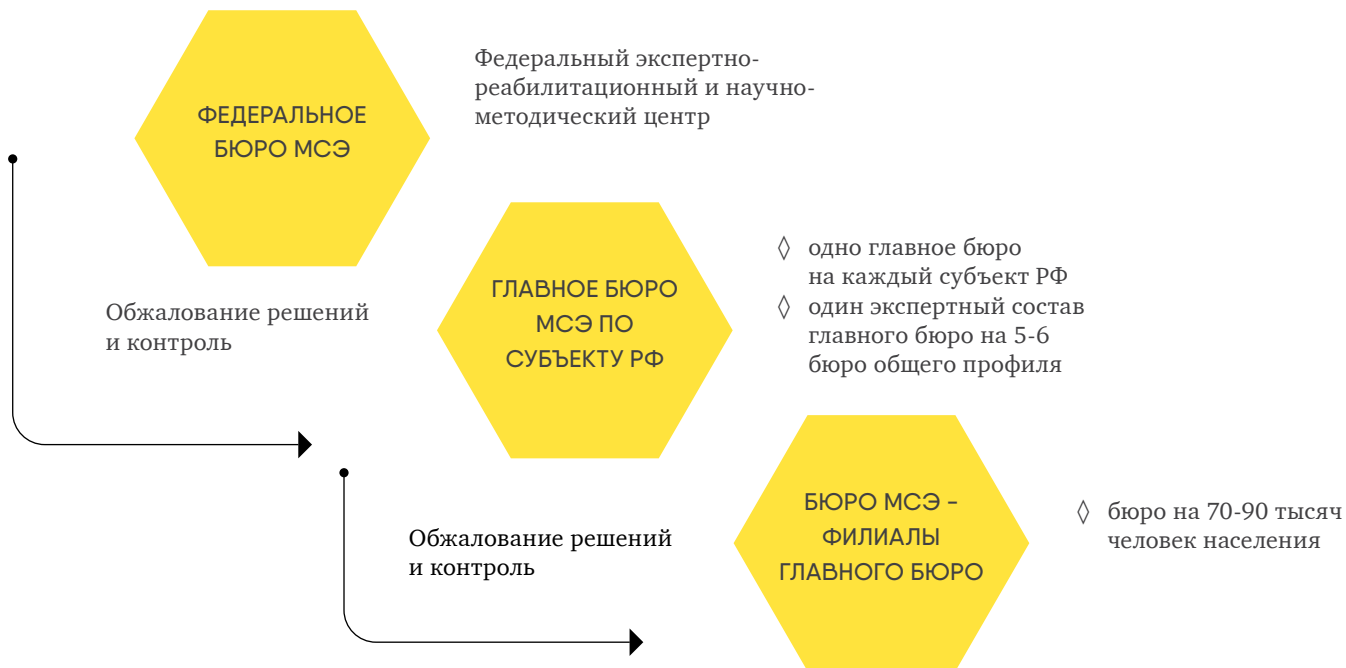 ФЕДЕРАЛЬНОЕ
БЮРО МСЭ
Федеральный экспертно-
реабилитационный и научно-
методический центр
ГЛАВНОЕ БЮРО
МСЭ ПО
СУБЪЕКТУ РФ
◊ одно главное бюро
на каждый субъект РФ
◊ один экспертный состав
главного бюро на 5-6
бюро общего профиля
Обжалование решений
и контроль
БЮРО МСЭ –
ФИЛИАЛЫ
ГЛАВНОГО БЮРО
◊ бюро на 70-90 тысяч
человек населения
Обжалование решений
и контроль